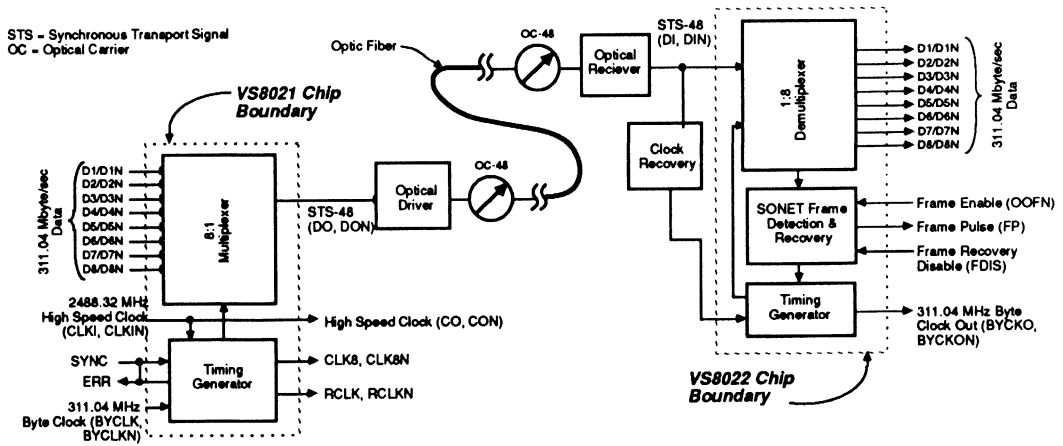 STS = Synchronous Transport Signal
OC = Optical Carrier
VS8021 Chip
Boundary
311.04 Mbyte/sec
Data
D1/D1N
D2/D2N
D3/D3N
D4/D4N
D5/D5N
D6/D6N
D7/D7N
D8/D8N
8:1
Multiplexer
2488.32 MHz
High Speed Clock
(CLKI, CLKIN)
High Speed Clock (CO, CON)
SYNC
ERR
Timing
Generator
CLK8, CLK8N
RCLK, RCLKN
311.04 MHz
Byte Clock (BYCLK,
BYCLKN)
STS-48
(DO, DON)
Optical
Driver
OC-48
Optic Fiber
OC-48
Optical
Reciever
STS-48
(DI, DIN)
Clock
Recovery
1:8
Demultiplexer
D1/D1N
D2/D2N
D3/D3N
D4/D4N
D5/D5N
D6/D6N
D7/D7N
D8/D8N
311.04 Mbyte/sec
Data
SONET Frame
Detection &
Recovery
Frame Enable (OOFN)
Frame Pulse (FP)
Frame Recovery
Disable (FDIS)
Timing
Generator
311.04 MHz Byte
Clock Out (BYCKO,
BYCKON)
VS8022 Chip
Boundary